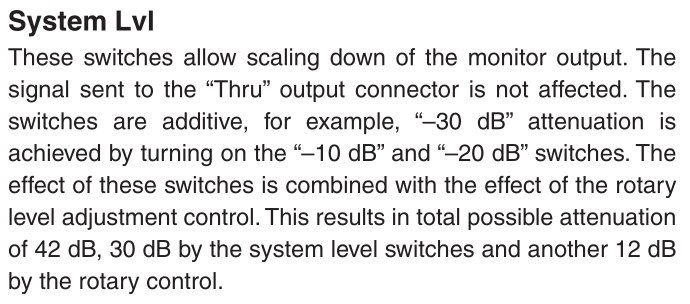 System Lvl
These switches allow scaling down of the monitor output. The
signal sent to the “Thru” output connector is not affected. The
switches are additive, for example, “–30 dB” attenuation is
achieved by turning on the “–10 dB” and “–20 dB” switches. The
effect of these switches is combined with the effect of the rotary
level adjustment control. This results in total possible attenuation
of 42 dB, 30 dB by the system level switches and another 12 dB
by the rotary control.